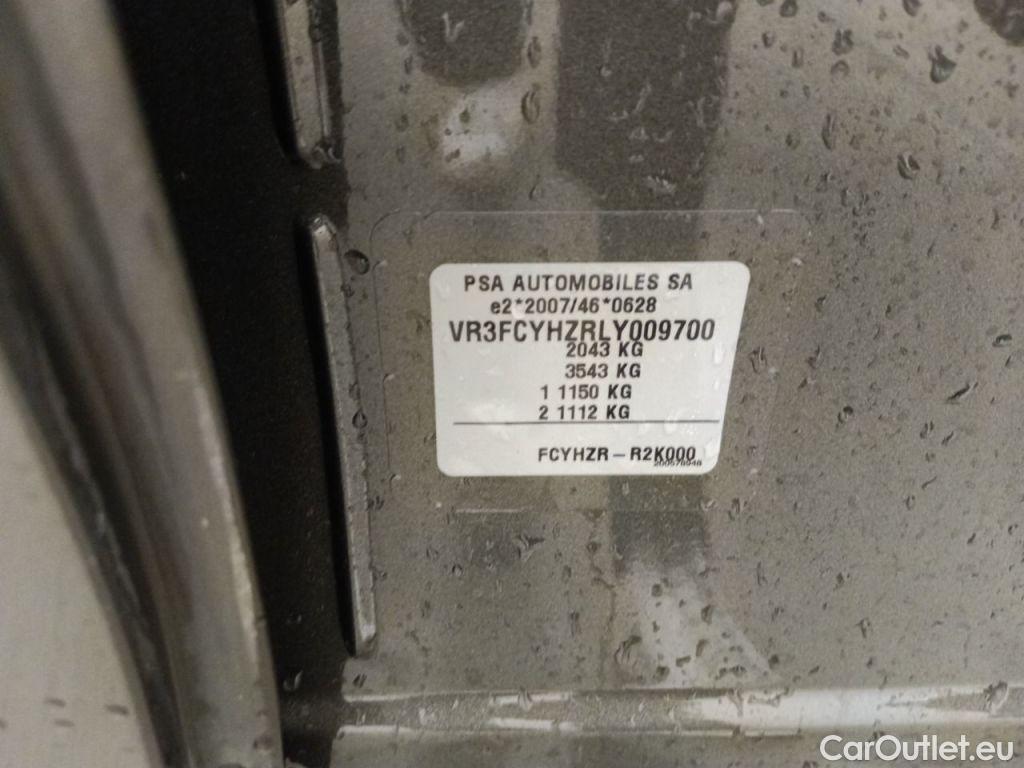 PSA AUTOMOBILES SA
e2*2007/46*0628
VR3FCYHZRLY009700
2043 KG
3543 KG
1 1150 KG
2 1112 KG
FCYHZR – R2K000
200578948
CarOutlet.eu